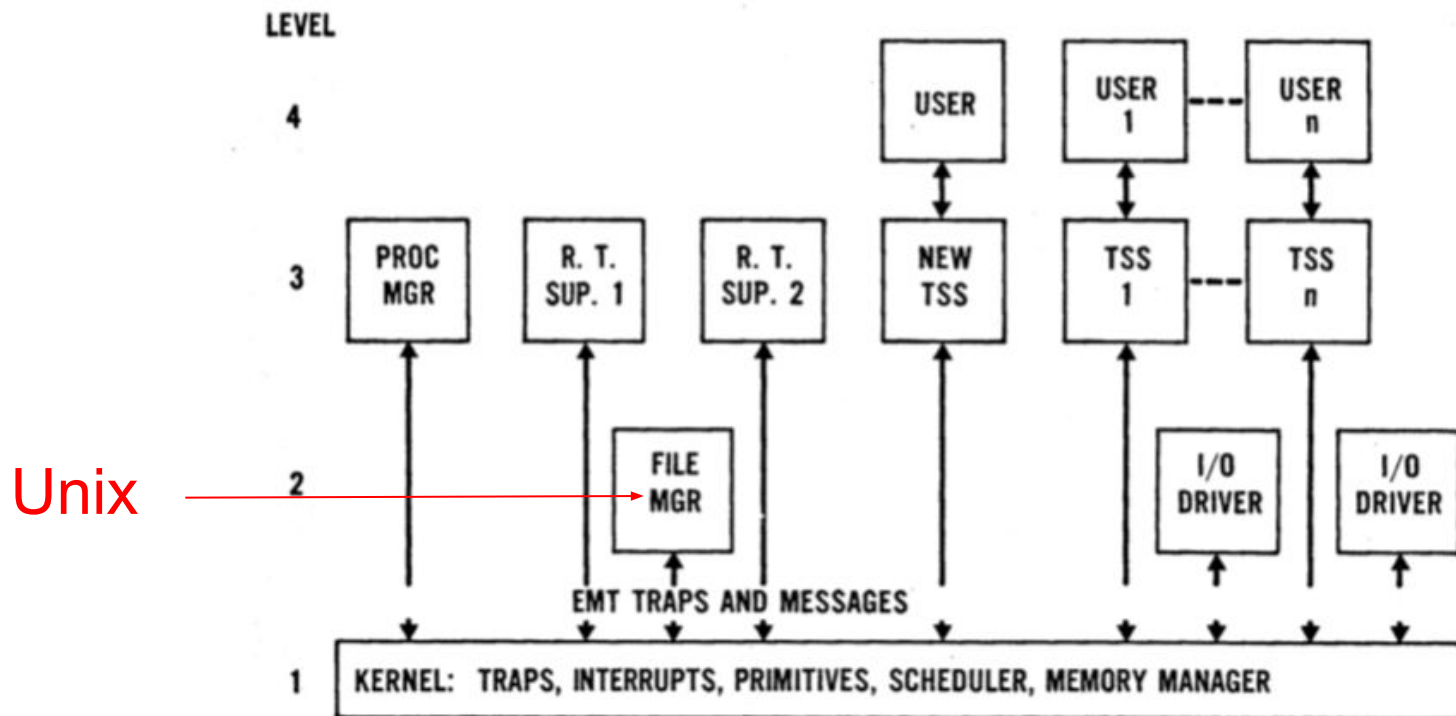 LEVEL
4
USER
USER
1
USER
n
3
PROC
MGR
R. T.
SUP. 1
R. T.
SUP. 2
NEW
TSS
TSS
1
TSS
n
Unix
2
FILE
MGR
I/O
DRIVER
I/O
DRIVER
EMT TRAPS AND MESSAGES
1
KERNEL: TRAPS, INTERRUPTS, PRIMITIVES, SCHEDULER, MEMORY MANAGER